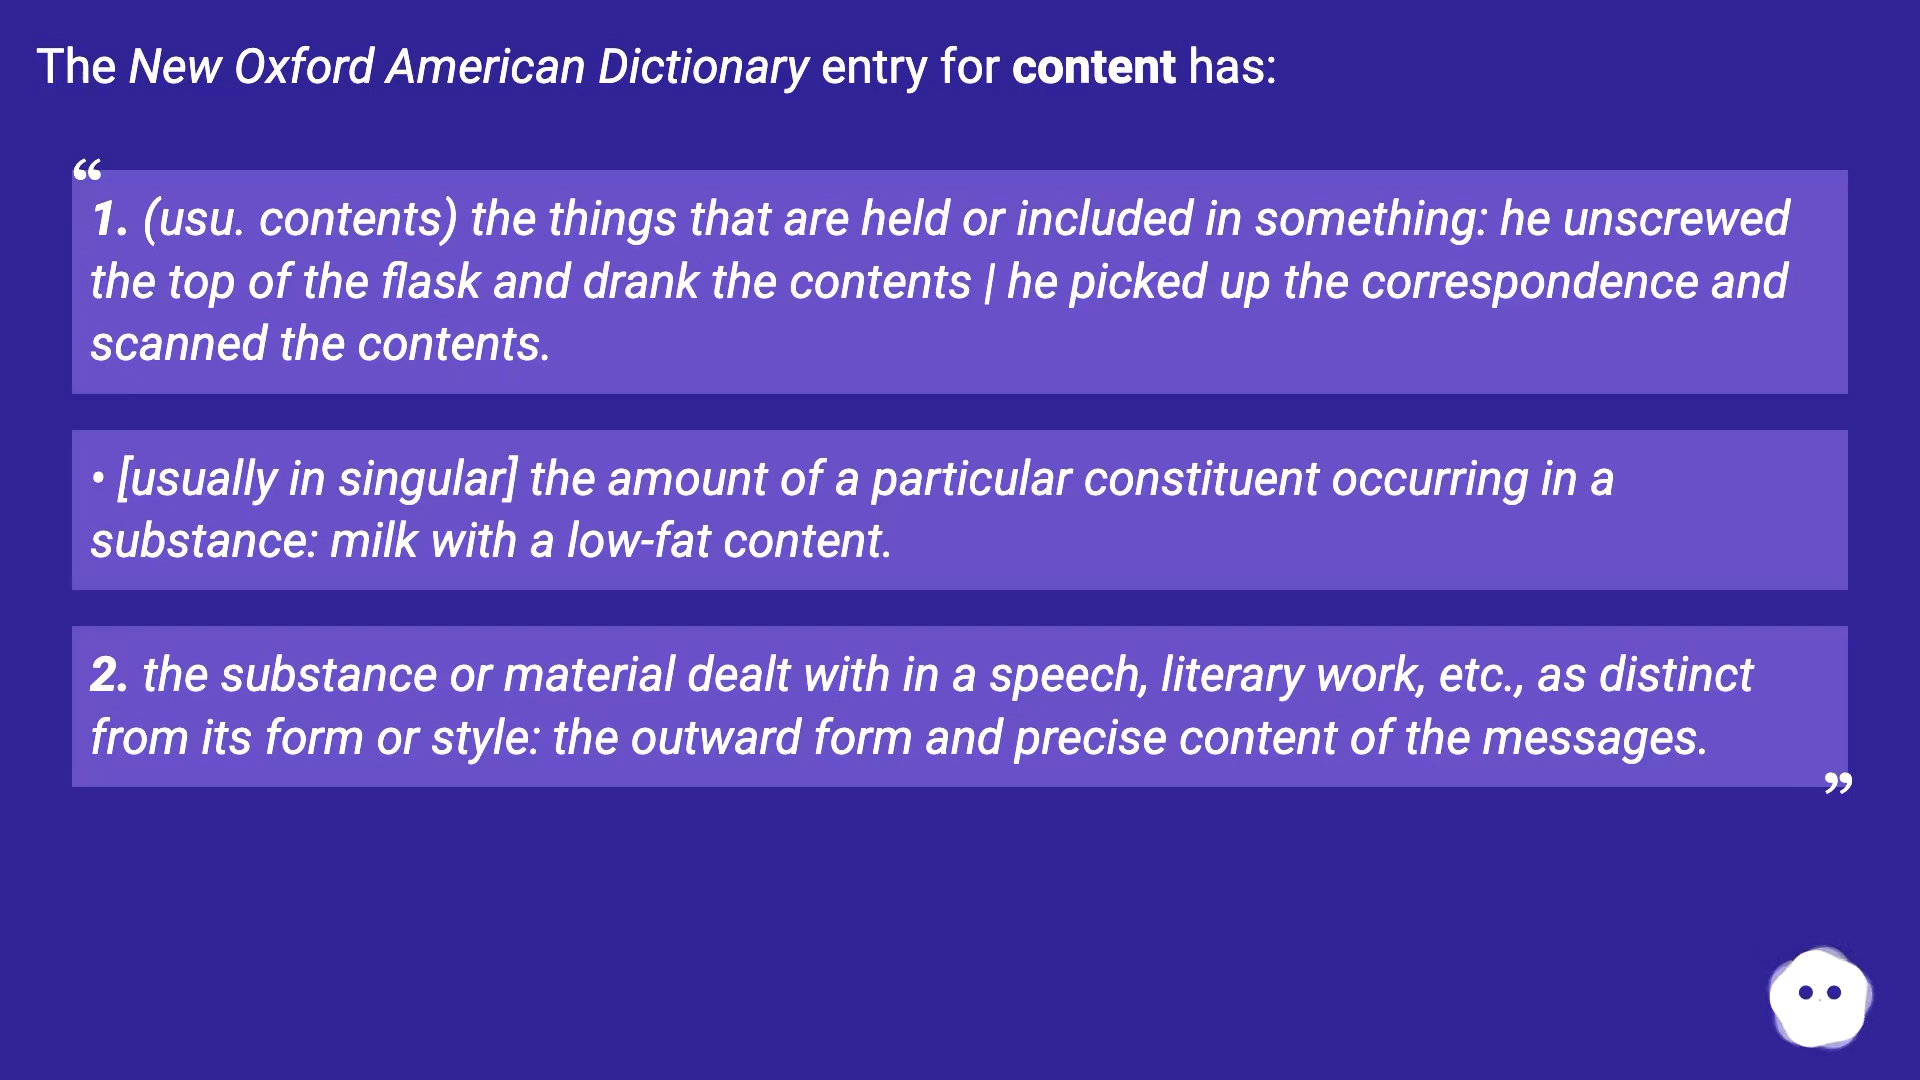 The New Oxford American Dictionary entry for content has:
“
1. (usu. contents) the things that are held or included in something: he unscrewed
the top of the flask and drank the contents | he picked up the correspondence and
scanned the contents.
• [usually in singular] the amount of a particular constituent occurring in a
substance: milk with a low-fat content.
2. the substance or material dealt with in a speech, literary work, etc., as distinct
from its form or style: the outward form and precise content of the messages.
”